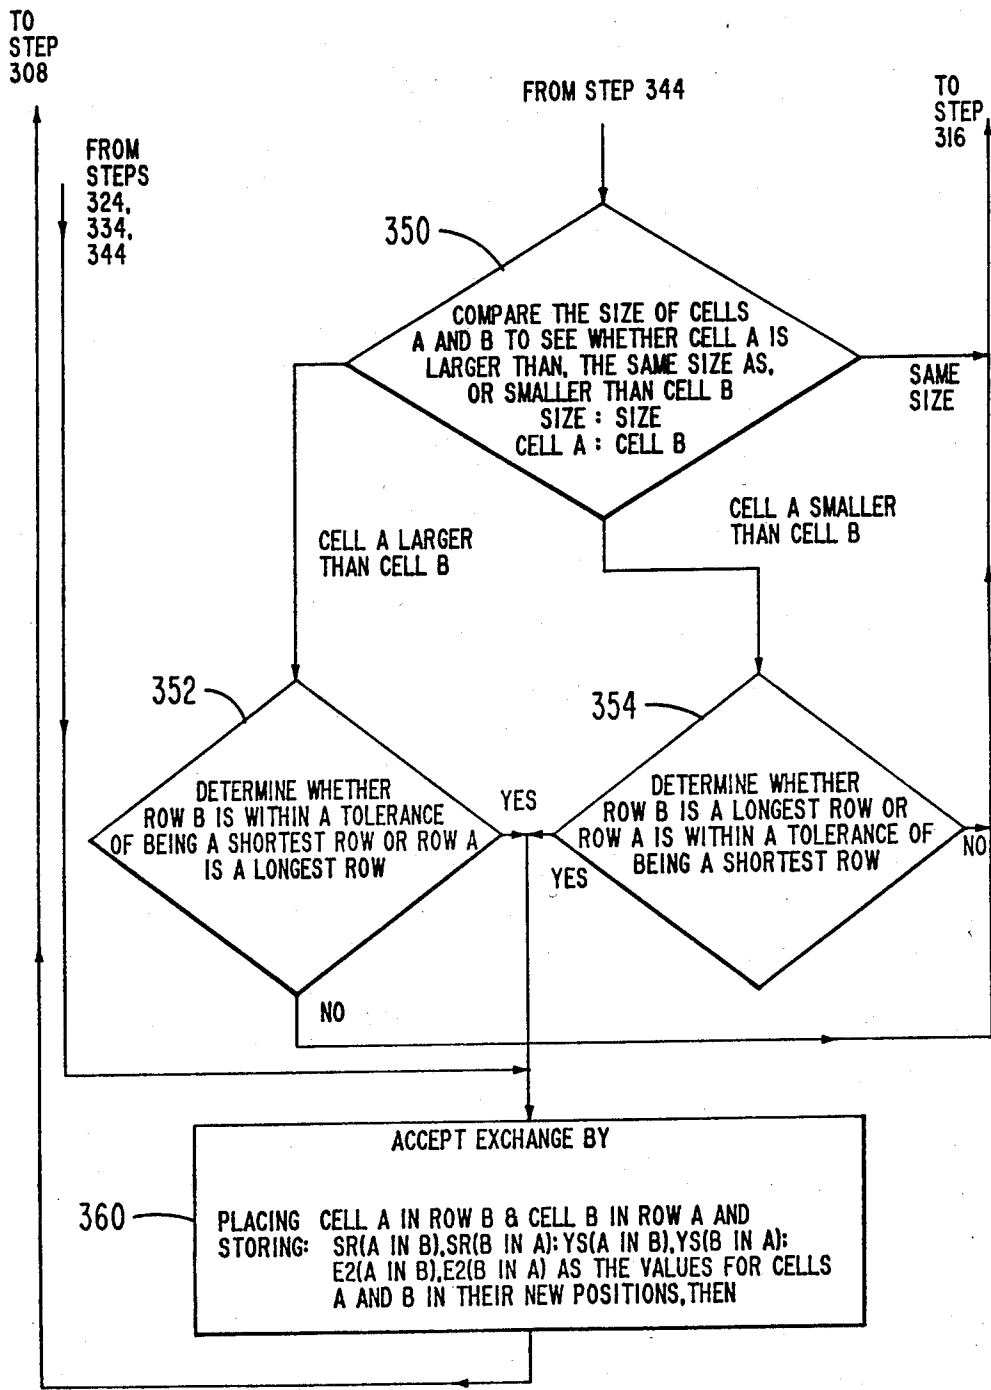 TO
STEP
308
FROM STEP 344
TO
STEP
316
FROM
STEPS
324,
334,
344
350
COMPARE THE SIZE OF CELLS
A AND B TO SEE WHETHER CELL A IS
LARGER THAN, THE SAME SIZE AS,
OR SMALLER THAN CELL B
SIZE : SIZE
CELL A : CELL B
SAME
SIZE
CELL A LARGER
THAN CELL B
CELL A SMALLER
THAN CELL B
352
DETERMINE WHETHER
ROW B IS WITHIN A TOLERANCE
OF BEING A SHORTEST ROW OR ROW A
IS A LONGEST ROW
YES
NO
354
DETERMINE WHETHER
ROW B IS A LONGEST ROW OR
ROW A IS WITHIN A TOLERANCE OF
BEING A SHORTEST ROW
YES
NO
360
ACCEPT EXCHANGE BY
PLACING CELL A IN ROW B & CELL B IN ROW A AND
STORING: SR(A IN B),SR(B IN A); YS(A IN B),YS(B IN A);
E2(A IN B),E2(B IN A) AS THE VALUES FOR CELLS
A AND B IN THEIR NEW POSITIONS,THEN